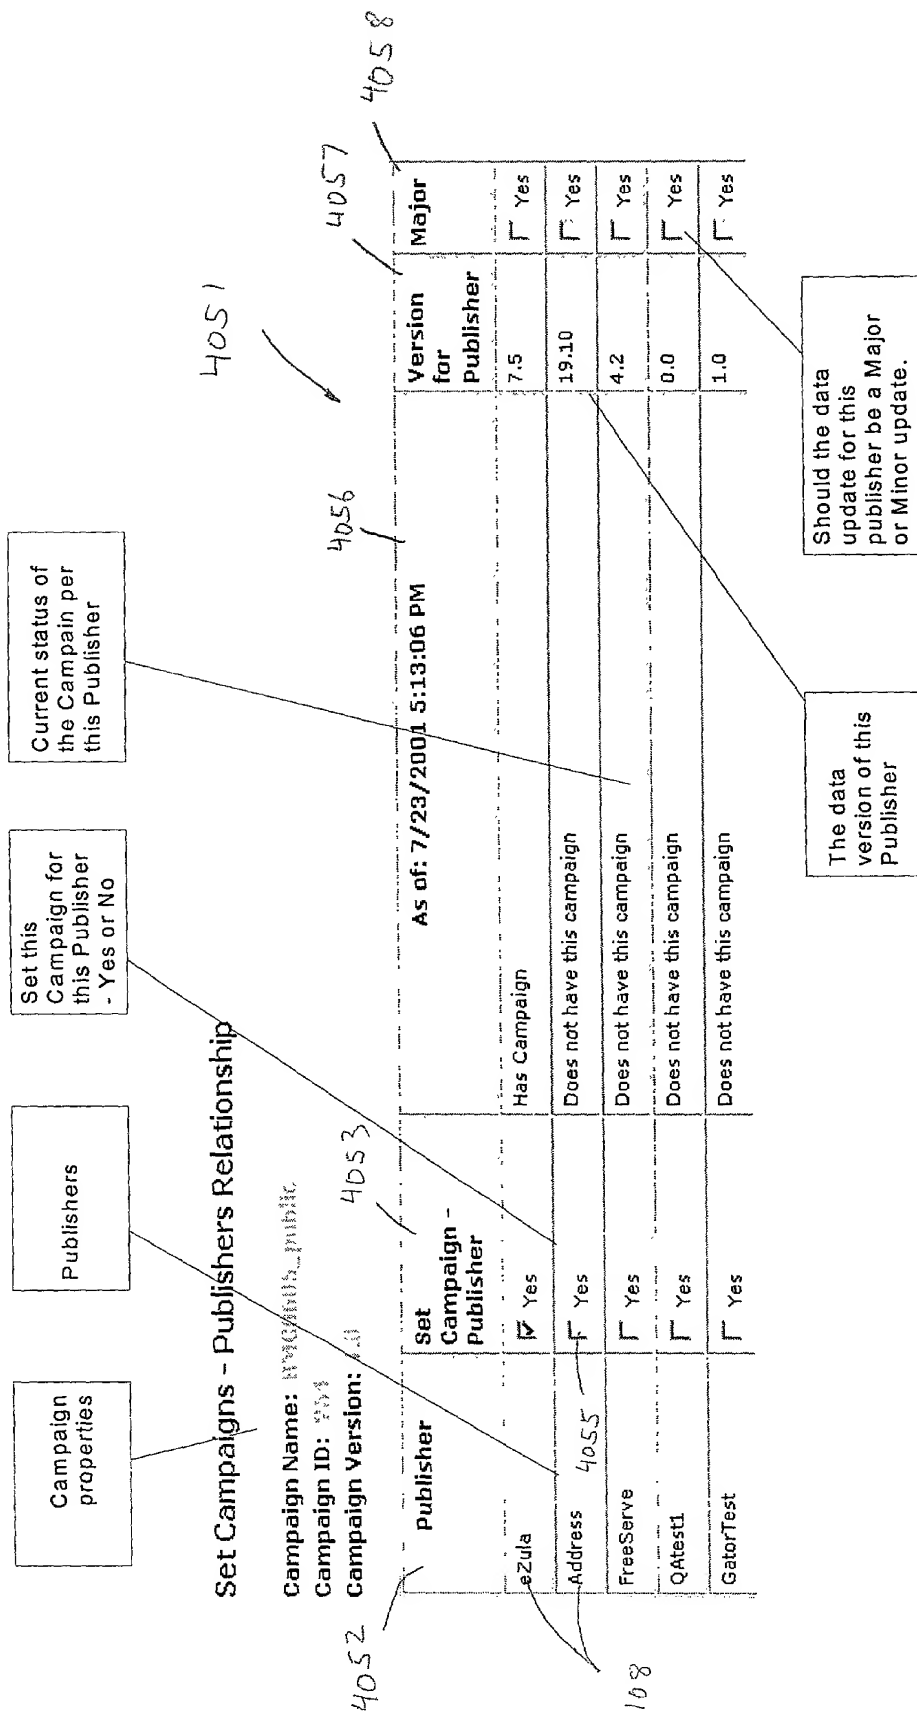 Campaign
properties
Publishers
Set this
Campaign for
this Publisher
- Yes or No
Current status of
the Campain per
this Publisher
Set Campaigns - Publishers Relationship
Campaign Name:
Campaign ID:
Campaign Version:
4051
4052
4053
4056
4057
4058
Publisher
Set
Campaign -
Publisher
As of: 7/23/2001 5:13:06 PM
Version
for
Publisher
Major
eZula
Yes
Has Campaign
7.5
Yes
Address
Yes
Does not have this campaign
19.10
Yes
4055
FreeServe
Yes
Does not have this campaign
4.2
Yes
QAtest1
Yes
Does not have this campaign
0.0
Yes
GatorTest
Yes
Does not have this campaign
1.0
Yes
108
The data
version of this
Publisher
Should the data
update for this
publisher be a Major
or Minor update.